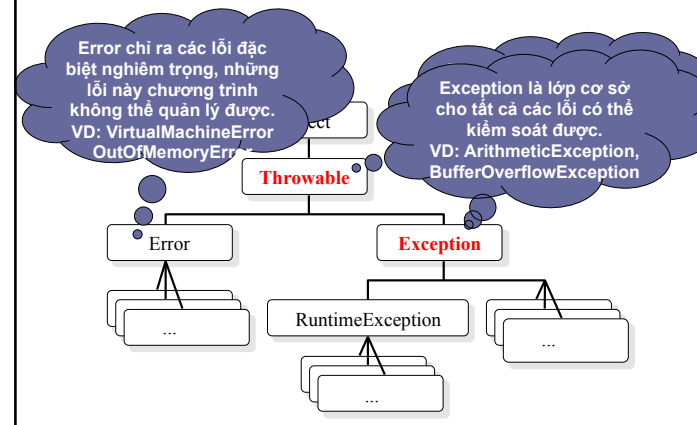 Error chỉ ra các lỗi đặc
biệt nghiêm trọng, những
lỗi này chương trình
không thể quản lý được.
VD: VirtualMachineError
OutOfMemoryError
Exception là lớp cơ sở
cho tất cả các lỗi có thể
kiểm soát được.
VD: ArithmeticException,
BufferOverflowException
Throwable
Error
Exception
...
RuntimeException
...
...